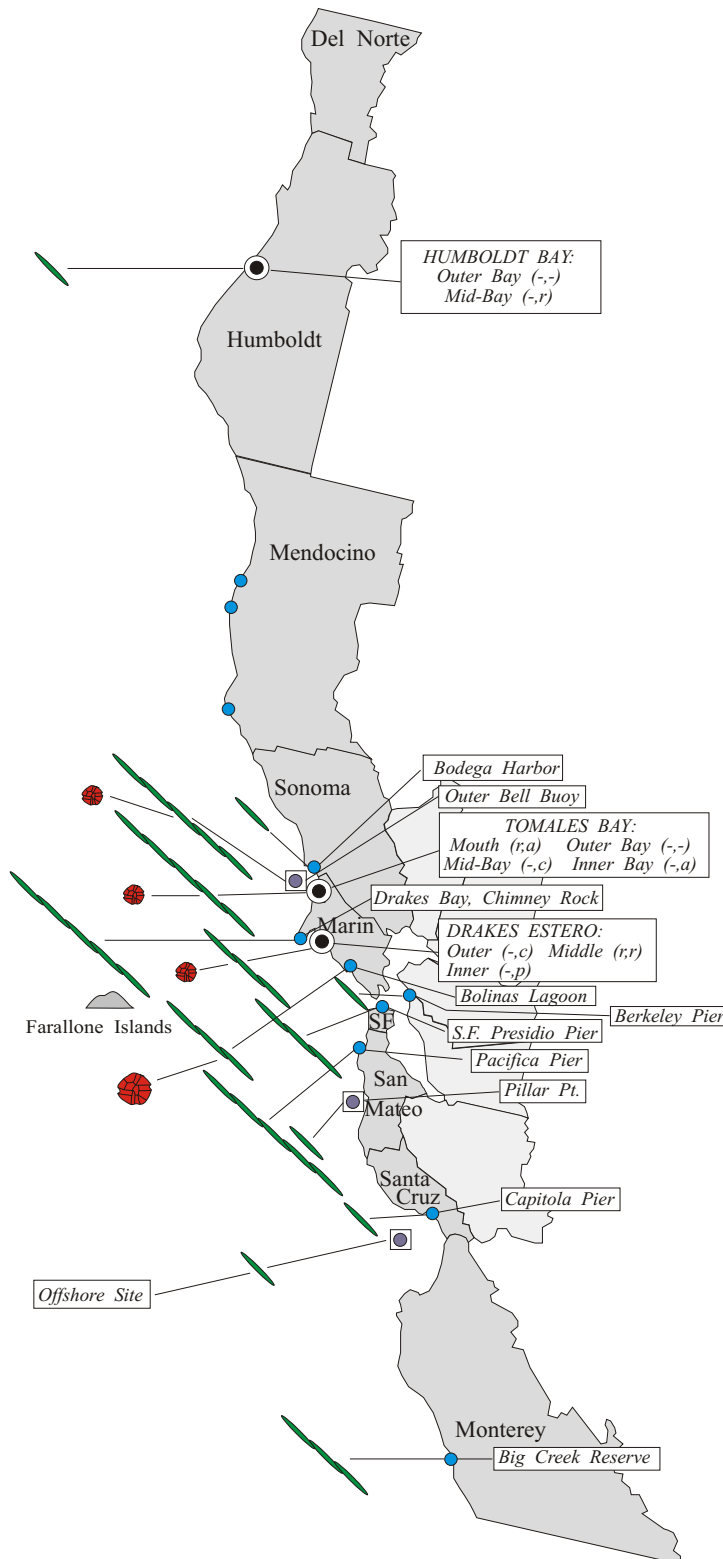 Del Norte
HUMBOLDT BAY:
Outer Bay (-,-)
Mid-Bay (-,r)
Humboldt
Mendocino
Bodega Harbor
Sonoma
Outer Bell Buoy
TOMALES BAY:
Mouth (r,a) Outer Bay (-,-)
Mid-Bay (-,c) Inner Bay (-,a)
Drakes Bay, Chimney Rock
Marin
DRAKES ESTERO:
Outer (-,c) Middle (r,r)
Inner (-,p)
Bolinas Lagoon
Farallone Islands
Berkeley Pier
SF
S.F. Presidio Pier
Pacifica Pier
San
Mateo
Pillar Pt.
Santa
Cruz
Capitola Pier
Offshore Site
Monterey
Big Creek Reserve